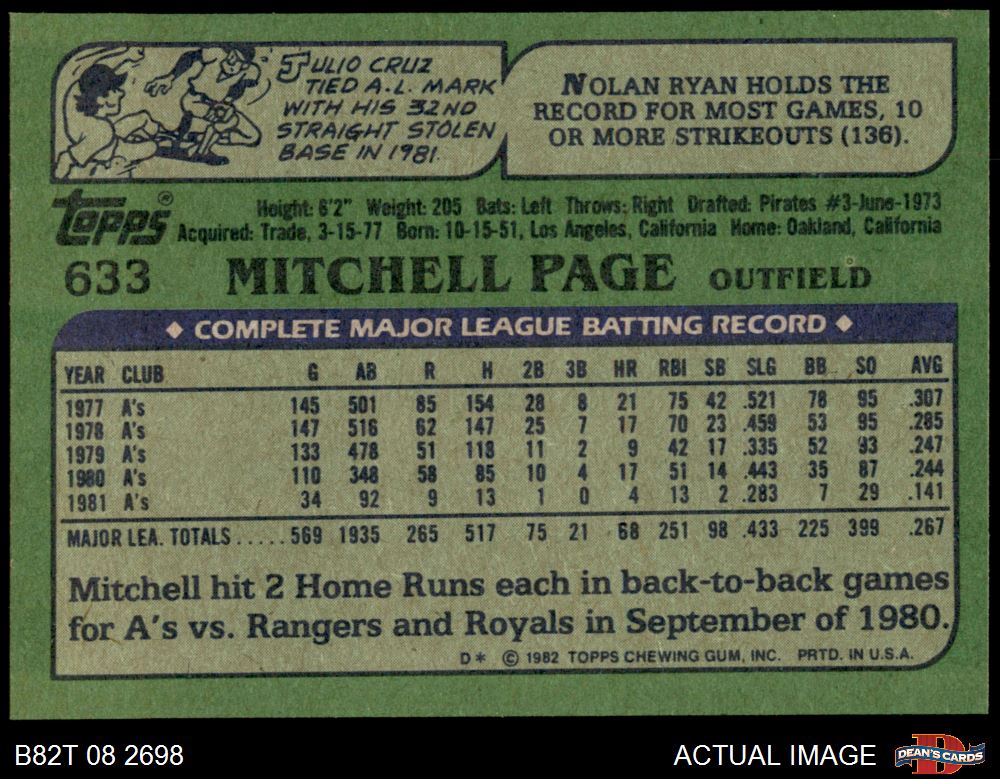 JULIO CRUZ
TIED A.L. MARK
WITH HIS 32ND
STRAIGHT STOLEN
BASE IN 1981.
NOLAN RYAN HOLDS THE
RECORD FOR MOST GAMES, 10
OR MORE STRIKEOUTS (136).
topps®
Height: 6'2" Weight: 205 Bats: Left Throws: Right Drafted: Pirates #3-June-1973
Acquired: Trade, 3-15-77 Born: 10-15-51, Los Angeles, California Home: Oakland, California
633 MITCHELL PAGE OUTFIELD
◆ COMPLETE MAJOR LEAGUE BATTING RECORD ◆
YEAR CLUB G AB R H 2B 3B HR RBI SB SLG BB SO AVG
1977 A's 145 501 85 154 28 8 21 75 42 .521 78 95 .307
1978 A's 147 516 62 147 25 7 17 70 23 .459 53 95 .285
1979 A's 133 478 51 118 11 2 9 42 17 .335 52 93 .247
1980 A's 110 348 58 85 10 4 17 51 14 .443 35 87 .244
1981 A's 34 92 9 13 1 0 4 13 2 .283 7 29 .141
MAJOR LEA. TOTALS.....569 1935 265 517 75 21 68 251 98 .433 225 399 .267
Mitchell hit 2 Home Runs each in back-to-back games
for A's vs. Rangers and Royals in September of 1980.
D* © 1982 TOPPS CHEWING GUM, INC. PRTD. IN U.S.A.
B82T 08 2698 ACTUAL IMAGE DEAN'S CARDS